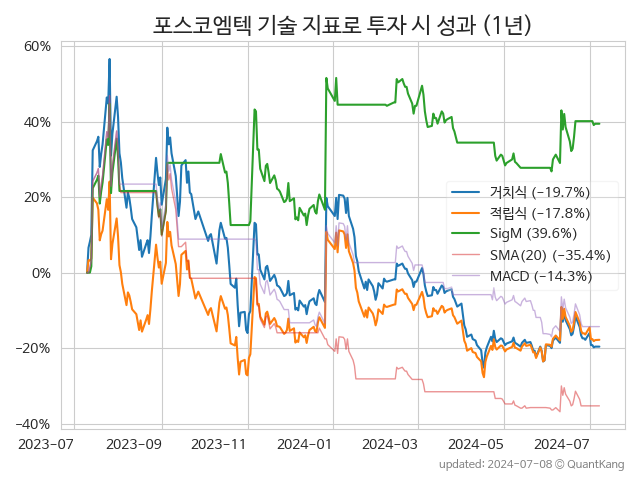 포스코엠텍 기술 지표로 투자 시 성과 (1년)
60%
40%
20%
0%
−20%
−40%
거치식 (−19.7%)
적립식 (−17.8%)
SigM (39.6%)
SMA(20) (−35.4%)
MACD (−14.3%)
2023-07
2023-09
2023-11
2024-01
2024-03
2024-05
2024-07
updated: 2024-07-08 © QuantKang